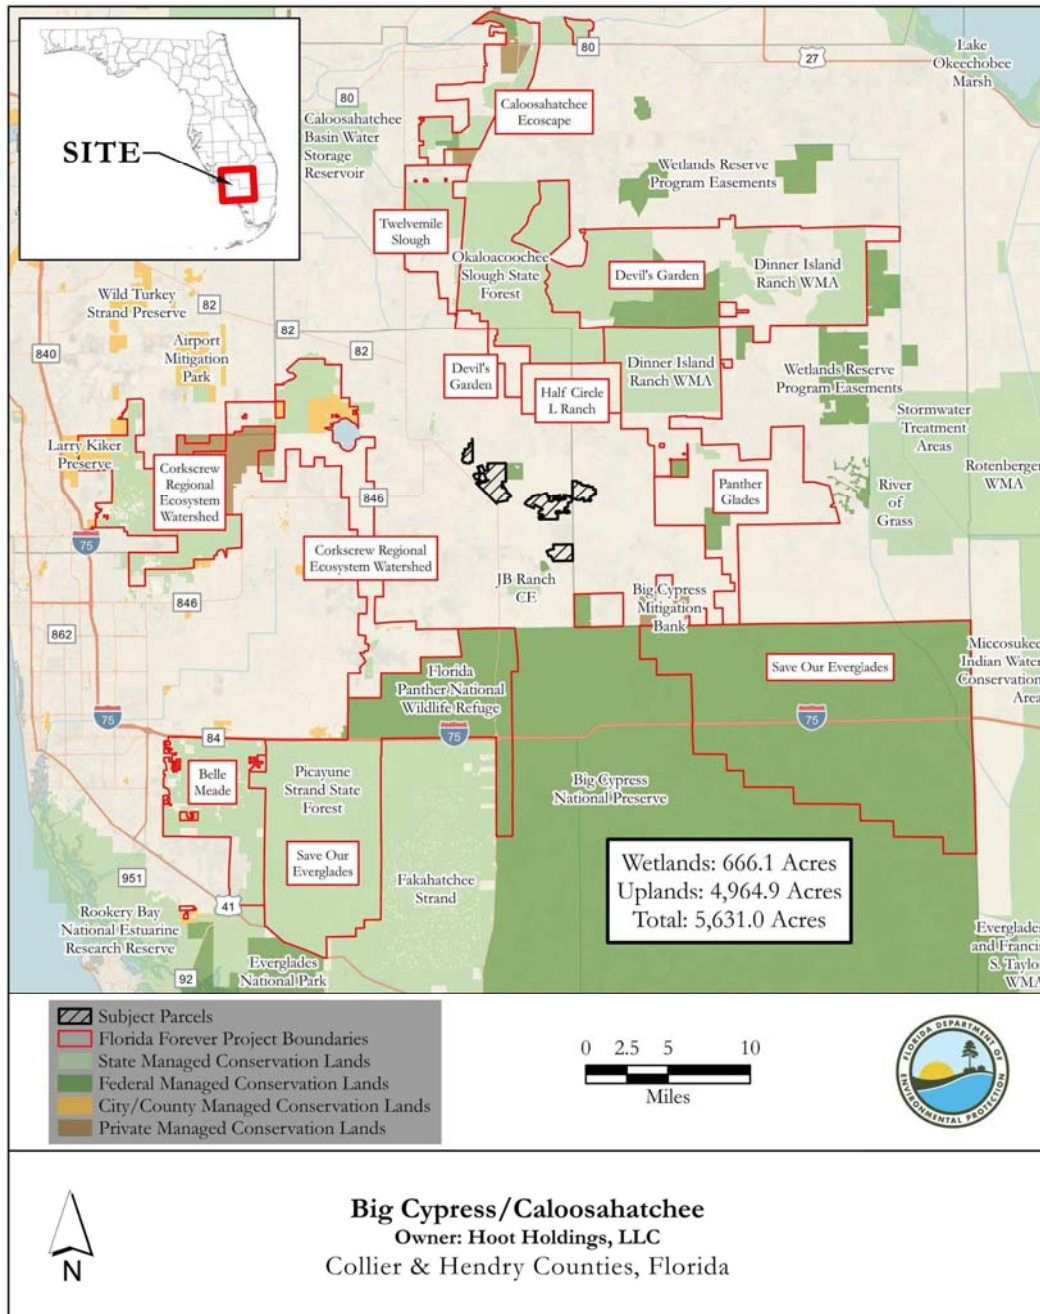 SITE
80
27
Lake
Okeechobee
Marsh
80
Caloosahatchee
Basin Water
Storage
Reservoir
Caloosahatchee
Ecoscape
Wetlands Reserve
Program Easements
Twelvemile
Slough
Okaloacoochee
Slough State
Forest
Devil's Garden
Dinner Island
Ranch WMA
Wild Turkey
Strand Preserve
82
82
82
840
Airport
Mitigation
Park
Devil's
Garden
Half Circle
L Ranch
Dinner Island
Ranch WMA
Wetlands Reserve
Program Easements
Stormwater
Treatment
Areas
Larry Kiker
Preserve
Corkscrew
Regional
Ecosystem
Watershed
846
Panther
Glades
River
of
Grass
Rotenberger
WMA
75
Corkscrew Regional
Ecosystem Watershed
JB Ranch
CE
Big Cypress
Mitigation
Bank
846
862
Florida
Panther National
Wildlife Refuge
Save Our Everglades
Miccosukee
Indian Water
Conservation
Area
75
84
75
75
Belle
Meade
Picayune
Strand State
Forest
Big Cypress
National Preserve
Save Our
Everglades
Fakahatchee
Strand
Wetlands: 666.1 Acres
Uplands: 4,964.9 Acres
Total: 5,631.0 Acres
951
41
Rookery Bay
National Estuarine
Research Reserve
92
Everglades
National Park
Everglades
and Francis
S. Taylor
WMA
Subject Parcels
Florida Forever Project Boundaries
State Managed Conservation Lands
Federal Managed Conservation Lands
City/County Managed Conservation Lands
Private Managed Conservation Lands
0 2.5 5 10
Miles
FLORIDA DEPARTMENT OF
ENVIRONMENTAL PROTECTION
N
Big Cypress/Caloosahatchee
Owner: Hoot Holdings, LLC
Collier & Hendry Counties, Florida